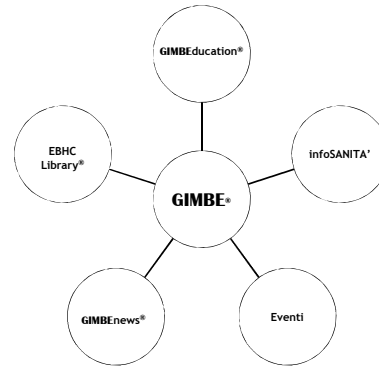 GIMBEducation®
EBHC
Library®
infoSANITA’
GIMBE®
GIMBEnews®
Eventi